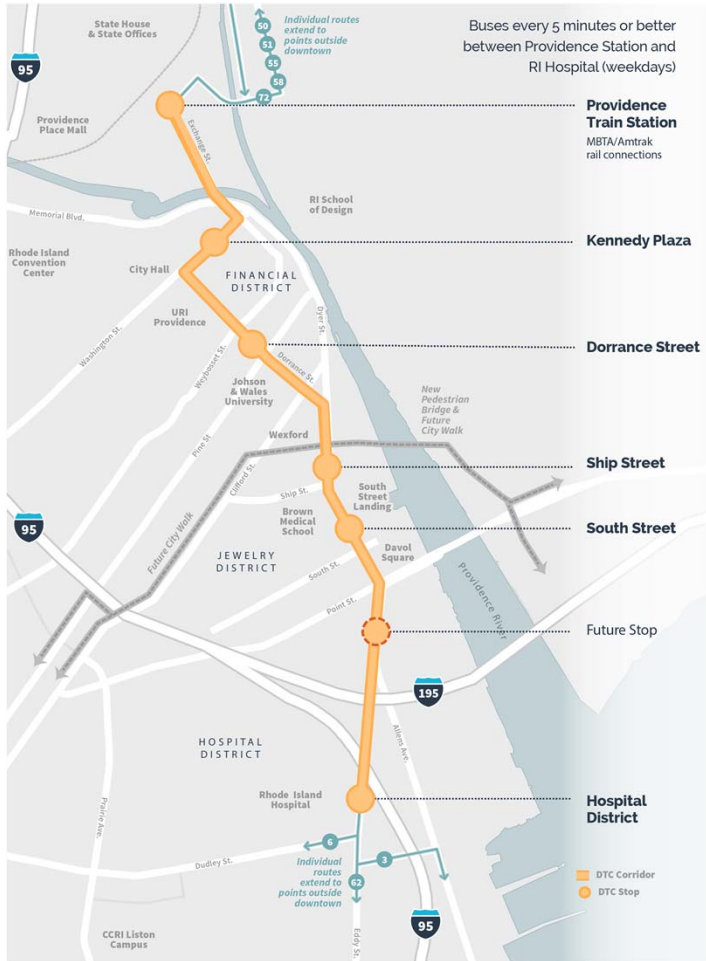 State House
& State Offices
Individual routes
extend to
points outside
downtown
50
51
55
58
72
Buses every 5 minutes or better
between Providence Station and
RI Hospital (weekdays)
95
Providence
Place Mall
Exchange St.
Providence
Train Station
MBTA/Amtrak
rail connections
RI School
of Design
Memorial Blvd.
Kennedy Plaza
Rhode Island
Convention
Center
City Hall
FINANCIAL
DISTRICT
URI
Providence
Dyer St.
Washington St.
Weybosset St.
Dorrance St.
Dorrance Street
Johson
& Wales
University
New
Pedestrian
Bridge &
Future
City Walk
Pine St
Wexford
Clifford St.
Ship Street
Ship St.
South
Street
Landing
Brown
Medical
School
South Street
95
Future City Walk
JEWELRY
DISTRICT
Davol
Square
South St.
Point St.
Providence River
Future Stop
195
HOSPITAL
DISTRICT
Allens Ave.
Rhode Island
Hospital
Hospital
District
Prairie Ave.
6
3
Dudley St.
Individual
routes
extend to
points outside
downtown
62
DTC Corridor
DTC Stop
95
CCRI Liston
Campus
Eddy St.